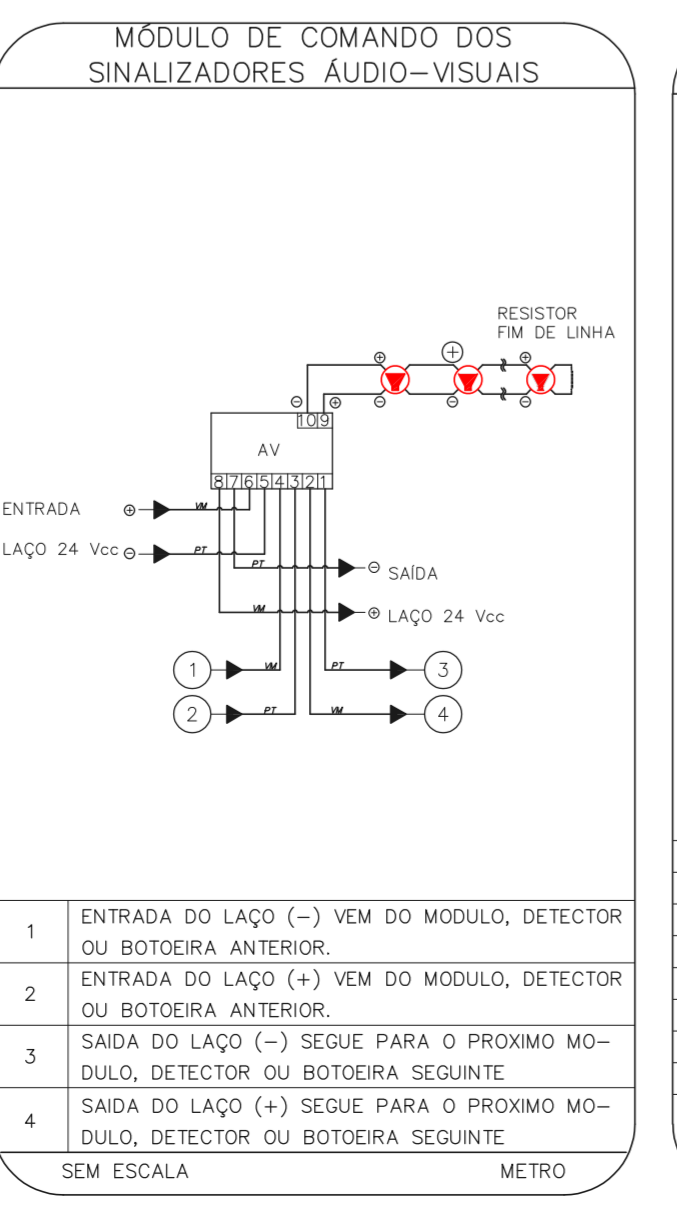 MÓDULO DE COMANDO DOS
SINALIZADORES ÁUDIO-VISUAIS
RESISTOR
FIM DE LINHA
+
+ +
- - -
- +
10 9
AV
8 7 6 5 4 3 2 1
ENTRADA + VM
LAÇO 24 Vcc - PT
PT - SAÍDA
VM + LAÇO 24 Vcc
1 VM PT 3
2 PT VM 4
1 ENTRADA DO LAÇO (-) VEM DO MODULO, DETECTOR
OU BOTOEIRA ANTERIOR.
2 ENTRADA DO LAÇO (+) VEM DO MODULO, DETECTOR
OU BOTOEIRA ANTERIOR.
3 SAIDA DO LAÇO (-) SEGUE PARA O PROXIMO MO-
DULO, DETECTOR OU BOTOEIRA SEGUINTE
4 SAIDA DO LAÇO (+) SEGUE PARA O PROXIMO MO-
DULO, DETECTOR OU BOTOEIRA SEGUINTE
SEM ESCALA METRO